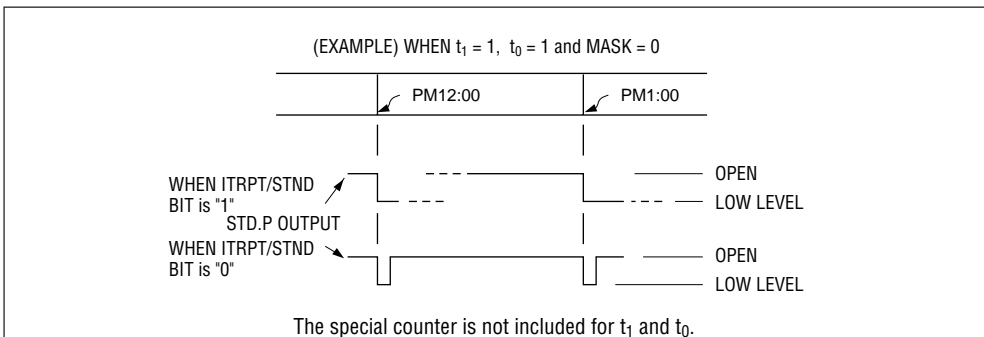 (EXAMPLE) WHEN t₁ = 1, t₀ = 1 and MASK = 0
PM12:00
PM1:00
WHEN ITRPT/STND
BIT is "1"
OPEN
LOW LEVEL
STD.P OUTPUT
WHEN ITRPT/STND
BIT is "0"
OPEN
LOW LEVEL
The special counter is not included for t₁ and t₀.